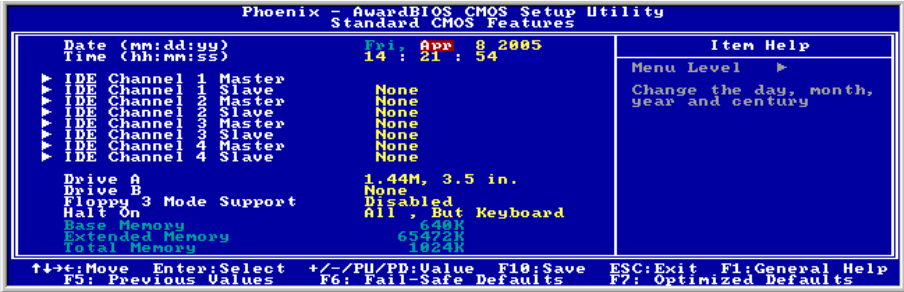 Phoenix - AwardBIOS CMOS Setup Utility
Standard CMOS Features
Date (mm:dd:yy) Fri, Apr 8 2005
Time (hh:mm:ss) 14 : 21 : 54
► IDE Channel 1 Master
► IDE Channel 1 Slave None
► IDE Channel 2 Master None
► IDE Channel 2 Slave None
► IDE Channel 3 Master None
► IDE Channel 3 Slave None
► IDE Channel 4 Master None
► IDE Channel 4 Slave None
Drive A 1.44M, 3.5 in.
Drive B None
Floppy 3 Mode Support Disabled
Halt On All , But Keyboard
Base Memory 640K
Extended Memory 65472K
Total Memory 1024K
Item Help
Menu Level ►
Change the day, month,
year and century
↑↓→←:Move Enter:Select +/-/PU/PD:Value F10:Save ESC:Exit F1:General Help
F5: Previous Values F6: Fail-Safe Defaults F7: Optimized Defaults